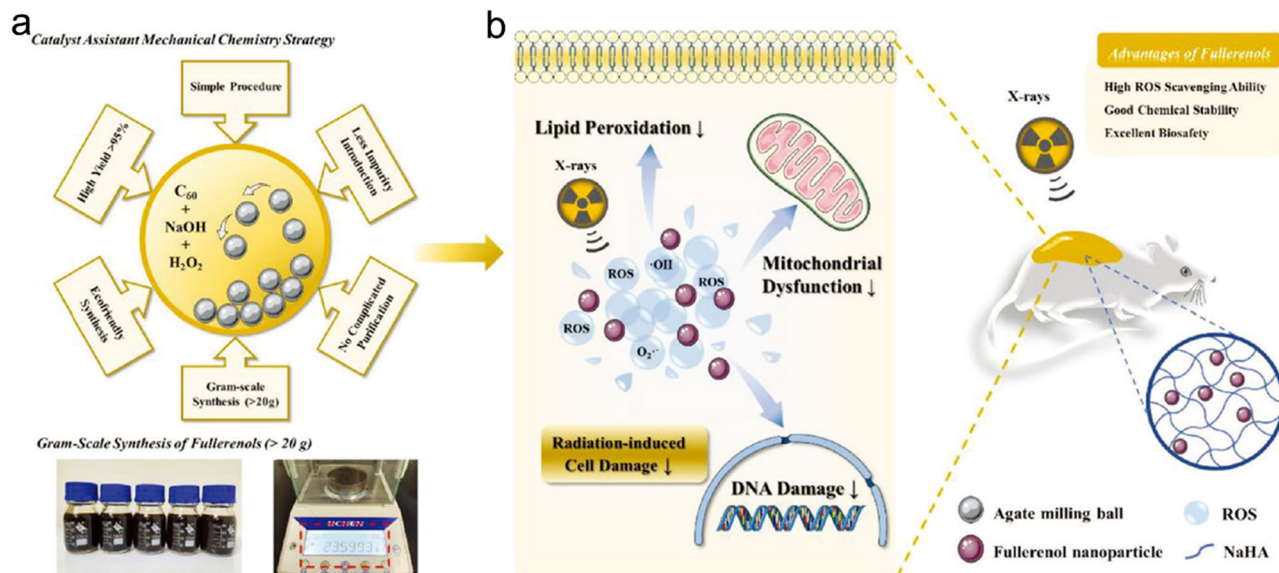 a
Catalyst Assistant Mechanical Chemistry Strategy
Simple Procedure
High Yield >95%
Less Impurity
Introduction
C₆₀
+
NaOH
+
H₂O₂
Ecofriendly
Synthesis
No Complicated
Purification
Gram-scale
Synthesis (>20g)
Gram-Scale Synthesis of Fullerenols (> 20 g)
235993
b
Lipid Peroxidation ↓
X-rays
ROS
·OH
ROS
ROS
O₂·⁻
Mitochondrial
Dysfunction ↓
Radiation-induced
Cell Damage ↓
DNA Damage ↓
X-rays
Advantages of Fullerenols
High ROS Scavenging Ability
Good Chemical Stability
Excellent Biosafety
Agate milling ball
ROS
Fullerenol nanoparticle
NaHA